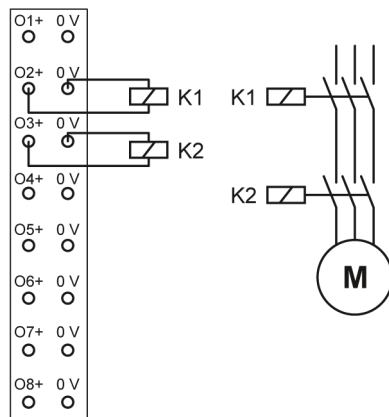 O1+ 0 V
O2+ 0 V
K1
K1
O3+ 0 V
K2
O4+ 0 V
K2
O5+ 0 V
O6+ 0 V
M
O7+ 0 V
O8+ 0 V